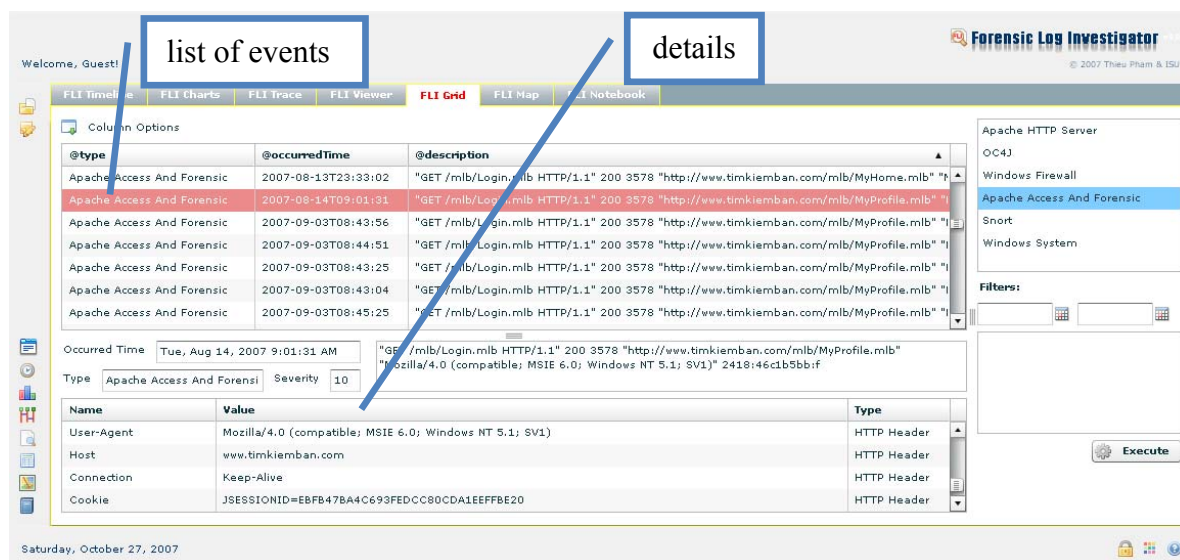 list of events
details
Forensic Log Investigator
Welcome, Guest!
© 2007 Thieu Pham & ISU
FLI Timeline FLI Charts FLI Trace FLI Viewer FLI Grid FLI Map FLI Notebook
Column Options
@type @occurredTime @description
Apache Access And Forensic 2007-08-13T23:33:02 "GET /mlb/Login.mlb HTTP/1.1" 200 3578 "http://www.timkiemban.com/mlb/MyHome.mlb"
Apache Access And Forensic 2007-08-14T09:01:31 "GET /mlb/Login.mlb HTTP/1.1" 200 3578 "http://www.timkiemban.com/mlb/MyProfile.mlb"
Apache Access And Forensic 2007-09-03T08:43:56 "GET /mlb/Login.mlb HTTP/1.1" 200 3578 "http://www.timkiemban.com/mlb/MyProfile.mlb"
Apache Access And Forensic 2007-09-03T08:44:51 "GET /mlb/Login.mlb HTTP/1.1" 200 3578 "http://www.timkiemban.com/mlb/MyProfile.mlb"
Apache Access And Forensic 2007-09-03T08:43:25 "GET /mlb/Login.mlb HTTP/1.1" 200 3578 "http://www.timkiemban.com/mlb/MyProfile.mlb"
Apache Access And Forensic 2007-09-03T08:43:04 "GET /mlb/Login.mlb HTTP/1.1" 200 3578 "http://www.timkiemban.com/mlb/MyProfile.mlb"
Apache Access And Forensic 2007-09-03T08:45:25 "GET /mlb/Login.mlb HTTP/1.1" 200 3578 "http://www.timkiemban.com/mlb/MyProfile.mlb"
Occurred Time Tue, Aug 14, 2007 9:01:31 AM
Type Apache Access And Forensi Severity 10
"GET /mlb/Login.mlb HTTP/1.1" 200 3578 "http://www.timkiemban.com/mlb/MyProfile.mlb"
"Mozilla/4.0 (compatible; MSIE 6.0; Windows NT 5.1; SV1)" 2418:46c1b5bb:f
Name Value Type
User-Agent Mozilla/4.0 (compatible; MSIE 6.0; Windows NT 5.1; SV1) HTTP Header
Host www.timkiemban.com HTTP Header
Connection Keep-Alive HTTP Header
Cookie JSESSIONID=EBFB47BA4C693FEDCC80CDA1EEFFBE20 HTTP Header
Apache HTTP Server
OC4J
Windows Firewall
Apache Access And Forensic
Snort
Windows System
Filters:
Execute
Saturday, October 27, 2007